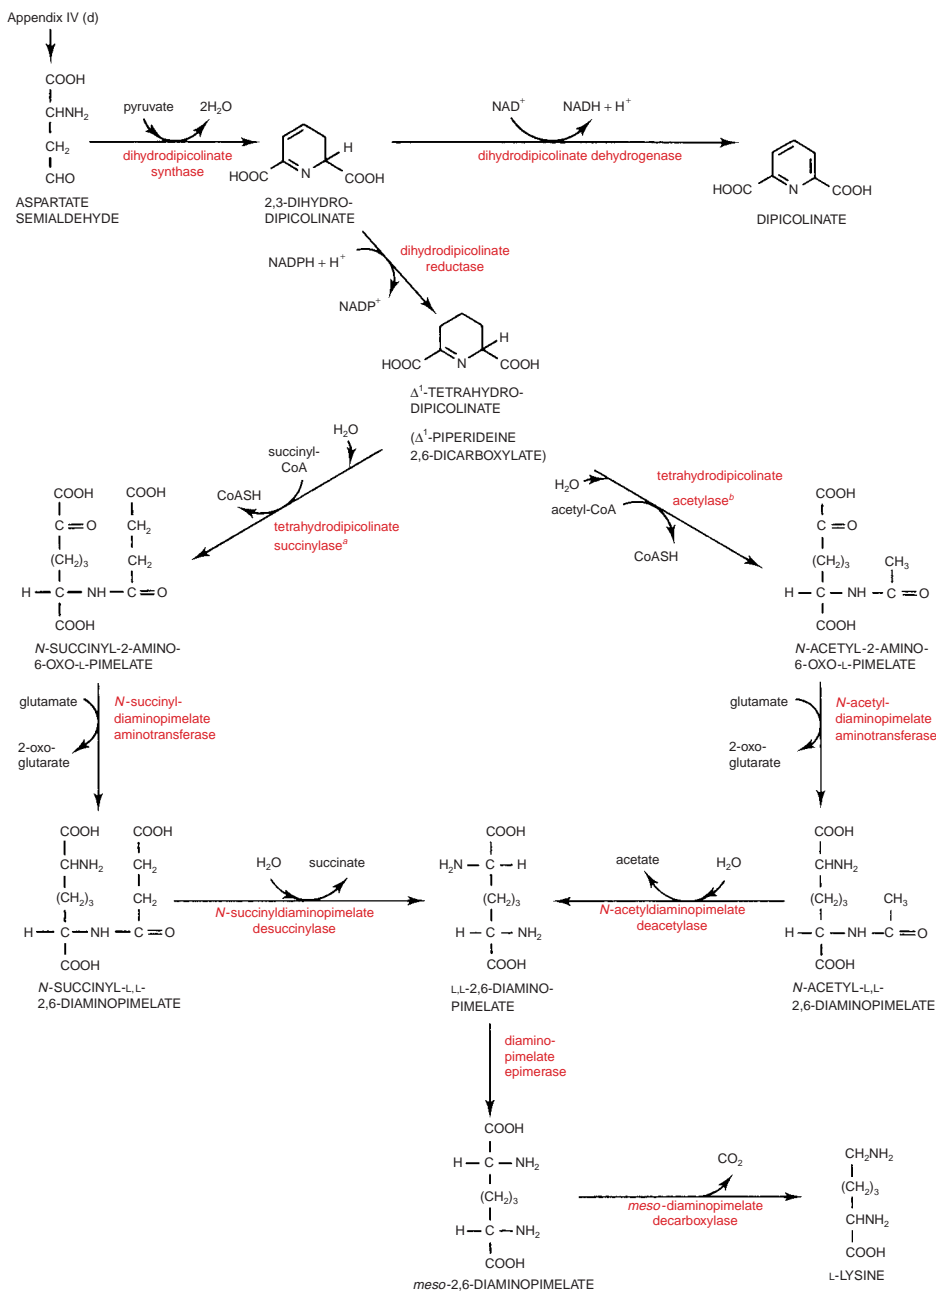 Appendix IV (d)
COOH
CHNH2
CH2
CHO
ASPARTATE
SEMIALDEHYDE
pyruvate
2H2O
dihydrodipicolinate
synthase
H
HOOC
N
COOH
2,3-DIHYDRO-
DIPICOLINATE
NAD+
NADH + H+
dihydrodipicolinate dehydrogenase
HOOC
N
COOH
DIPICOLINATE
NADPH + H+
NADP+
dihydrodipicolinate
reductase
H
HOOC
N
COOH
Δ1-TETRAHYDRO-
DIPICOLINATE
(Δ1-PIPERIDEINE
2,6-DICARBOXYLATE)
H2O
succinyl-
CoA
CoASH
tetrahydrodipicolinate
succinylasea
H2O
acetyl-CoA
CoASH
tetrahydrodipicolinate
acetylaseb
COOH COOH
C=O CH2
(CH2)3 CH2
H—C—NH—C=O
COOH
N-SUCCINYL-2-AMINO-
6-OXO-L-PIMELATE
COOH
C=O
(CH2)3 CH3
H—C—NH—C=O
COOH
N-ACETYL-2-AMINO-
6-OXO-L-PIMELATE
glutamate
2-oxo-
glutarate
N-succinyl-
diaminopimelate
aminotransferase
glutamate
2-oxo-
glutarate
N-acetyl-
diaminopimelate
aminotransferase
COOH COOH
CHNH2 CH2
(CH2)3 CH2
H—C—NH—C=O
COOH
N-SUCCINYL-L,L-
2,6-DIAMINOPIMELATE
H2O
succinate
N-succinyldiaminopimelate
desuccinylase
COOH
H2N—C—H
(CH2)3
H—C—NH2
COOH
L,L-2,6-DIAMINO-
PIMELATE
acetate
H2O
N-acetyldiaminopimelate
deacetylase
COOH
CHNH2
(CH2)3 CH3
H—C—NH—C=O
COOH
N-ACETYL-L,L-
2,6-DIAMINOPIMELATE
diamino-
pimelate
epimerase
COOH
H—C—NH2
(CH2)3
H—C—NH2
COOH
meso-2,6-DIAMINOPIMELATE
CO2
meso-diaminopimelate
decarboxylase
CH2NH2
(CH2)3
CHNH2
COOH
L-LYSINE